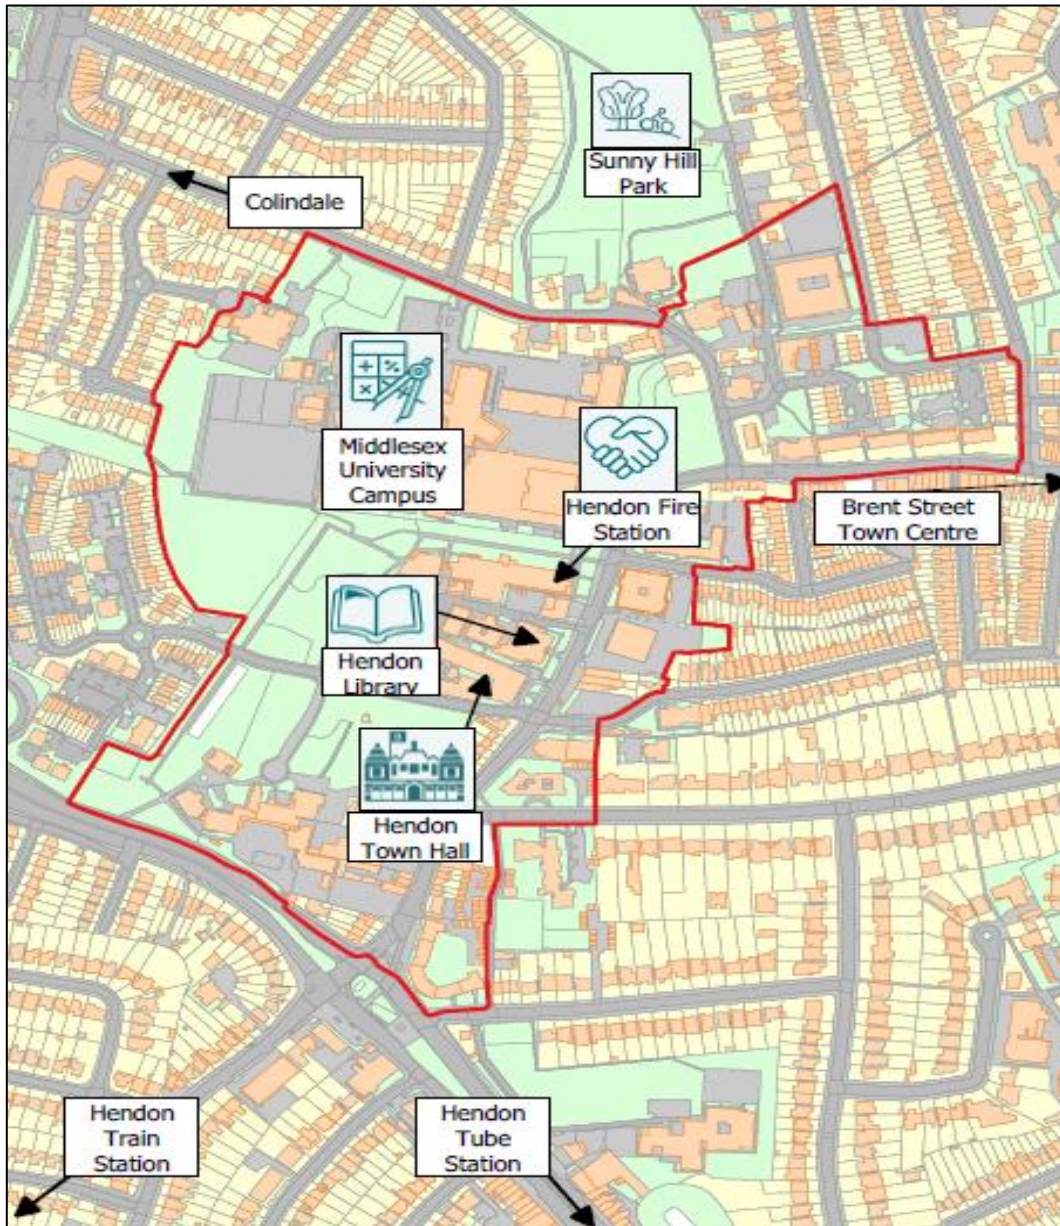 Sunny Hill
Park
Colindale
Middlesex
University
Campus
Hendon Fire
Station
Brent Street
Town Centre
Hendon
Library
Hendon
Town Hall
Hendon
Train
Station
Hendon
Tube
Station